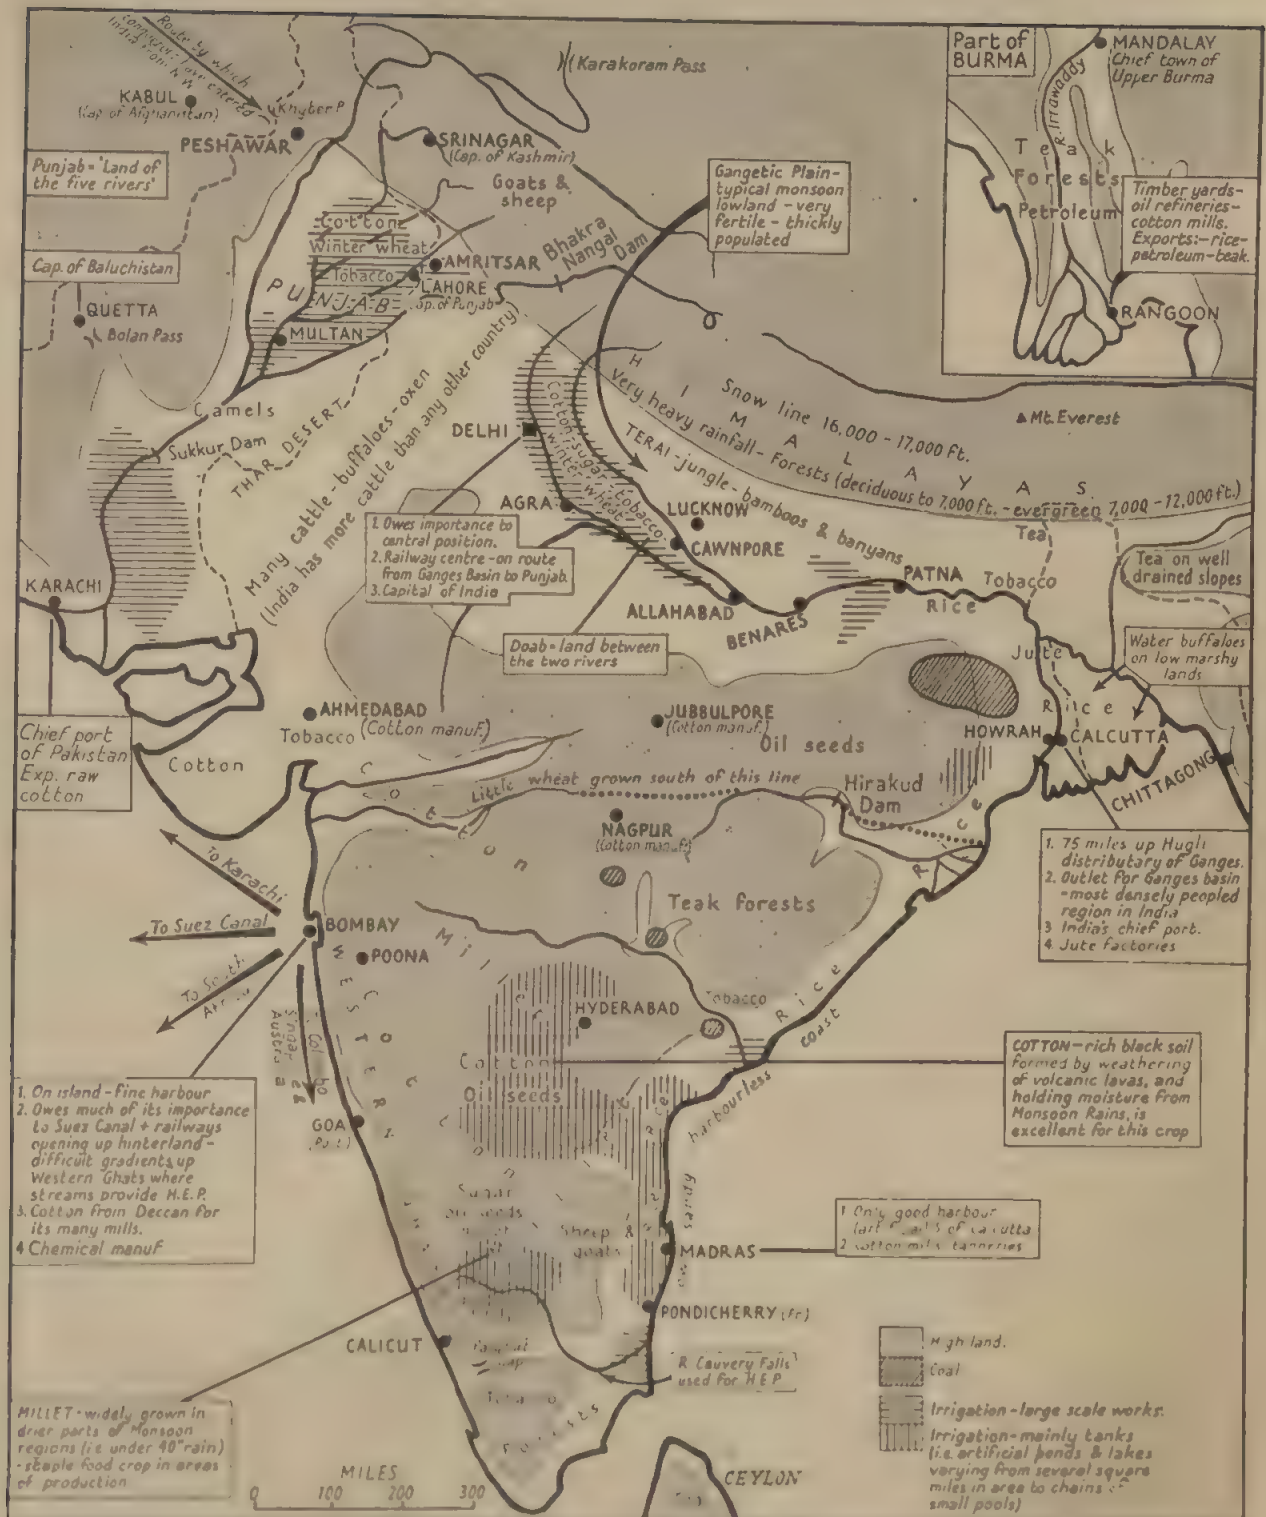 Route by which
conquerors have entered
India from N.W.
KABUL
(Cap. of Afghanistan)
Khyber P.
PESHAWAR
Karakoram Pass
SRINAGAR
(Cap. of Kashmir)
Goats &
sheep
Punjab = 'Land of
the five rivers'
Cap. of Baluchistan
QUETTA
Bolan Pass
Cotton
Winter wheat
Tobacco
PUNJAB
AMRITSAR
LAHORE
Cap. of Punjab
MULTAN
Bhakra
Nangal
Dam
Gangetic Plain-
typical monsoon
lowland - very
fertile - thickly
populated
Part of
BURMA
MANDALAY
Chief town of
Upper Burma
R. Irrawaddy
Teak
Forests
Petroleum
Timber yards-
oil refineries-
cotton mills.
Exports:-rice-
petroleum-teak.
RANGOON
Camels
Sukkur Dam
THAR DESERT
Many cattle - buffaloes - oxen
(India has more cattle than any other country)
HIMALAYAS
Snow line 16,000 - 17,000 ft.
Mt. Everest
Very heavy rainfall - Forests (deciduous to 7,000 ft. - evergreen 7,000 - 12,000 ft.)
TERAI - jungle - bamboos & banyans
DELHI
Cotton-sugar-tobacco-
winter wheat
AGRA
LUCKNOW
CAWNPORE
ALLAHABAD
BENARES
PATNA
Tobacco
Rice
Tea
Tea on well
drained slopes
1. Owes importance to
central position.
2. Railway centre - on route
from Ganges Basin to Punjab.
3. Capital of India
Doab = land between
the two rivers
Jute
Water buffaloes
on low marshy
lands
Rice
KARACHI
Chief port
of Pakistan
Exp. raw
cotton
AHMEDABAD
(Cotton manuf.)
Tobacco
Cotton
JUBBULPORE
(Cotton manuf.)
Oil seeds
HOWRAH
CALCUTTA
CHITTAGONG
Cotton
Little wheat grown south of this line
Hirakud
Dam
NAGPUR
(Cotton manuf.)
Teak forests
Rice
1. 75 miles up Hugli
distributary of Ganges.
2. Outlet for Ganges basin
-most densely peopled
region in India
3 India's chief port.
4. Jute factories
To Karachi
To Suez Canal
To South
BOMBAY
POONA
HYDERABAD
Tobacco
Rice
harbourless coast
sandy
Cotton
Oil seeds
COTTON - rich black soil
formed by weathering
of volcanic lavas, and
holding moisture from
Monsoon Rains, is
excellent for this crop
1. On island - fine harbour
2. Owes much of its importance
to Suez Canal + railways
opening up hinterland -
difficult gradients up
Western Ghats where
streams provide H.E.P.
3. Cotton from Deccan for
its many mills.
4 Chemical manuf
GOA
Sugar
Sheep &
goats
1 Only good harbour
of Calcutta
2 Cotton mills tanneries
MADRAS
PONDICHERRY (Fr)
CALICUT
R Cauvery Falls
used for H.E.P
Forests
MILLET - widely grown in
drier parts of Monsoon
regions (i.e under 40" rain)
- staple food crop in areas
of production
MILES
0 100 200 300
CEYLON
High land.
Coal
Irrigation - large scale works.
Irrigation - mainly tanks
(i.e. artificial ponds & lakes
varying from several square
miles in area to chains of
small pools)